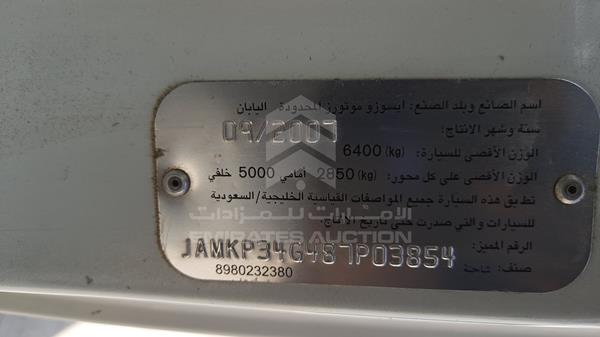 اسم الصانع وبلد الصنع: ايسوزو موتورز المحدودة اليابان
سنة وشهر الانتاج:
09/2007
الوزن الأقصى للسيارة: (kg) 6400
الوزن الأقصى على كل محور: (kg) 2850 أمامي 5000 خلفي
تطابق هذه السيارة جميع المواصفات القياسية الخليجية/السعودية
للسيارات والتي صدرت حتى تاريخ الانتاج.
الرقم المميز:
JAMKP34G487P03854
صنف: شاحنة
8980232380
الإمارات للمزادات
EMIRATES AUCTION